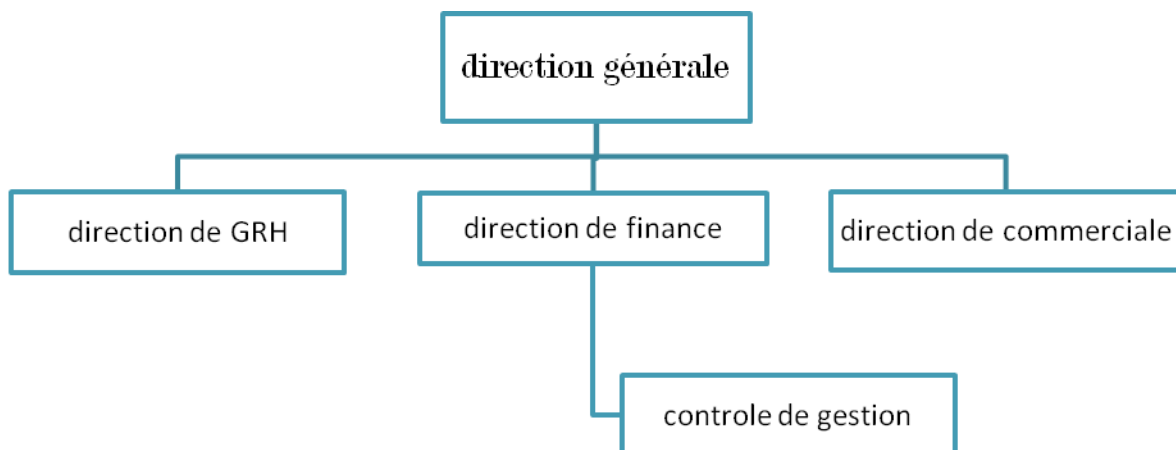 direction générale
direction de GRH
direction de finance
direction de commerciale
controle de gestion